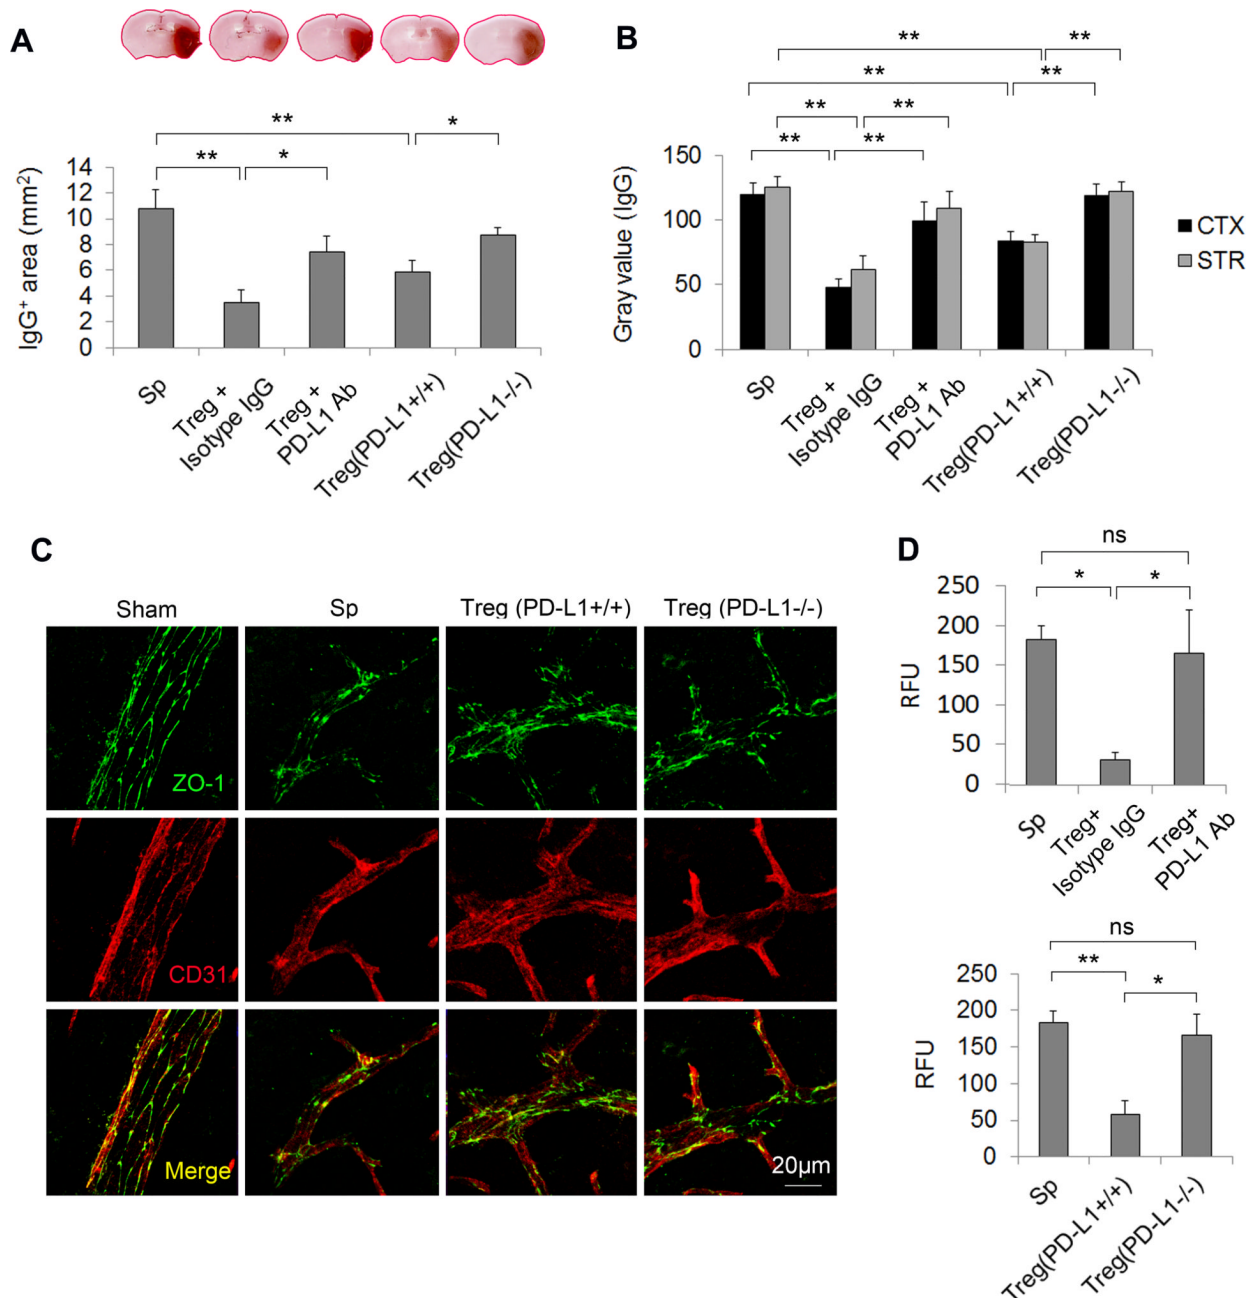 A
B
** **
** **
** **
** **
** *
** *
14
12
10
8
6
4
2
0
IgG+ area (mm2)
Sp
Treg +
Isotype IgG
Treg +
PD-L1 Ab
Treg(PD-L1+/+)
Treg(PD-L1-/-)
150
100
50
0
Gray value (IgG)
CTX
STR
Sp
Treg +
Isotype IgG
Treg +
PD-L1 Ab
Treg(PD-L1+/+)
Treg(PD-L1-/-)
C
Sham
Sp
Treg (PD-L1+/+)
Treg (PD-L1-/-)
ZO-1
CD31
Merge
20µm
D
ns
* *
250
200
150
100
50
0
RFU
Sp
Treg+
Isotype IgG
Treg+
PD-L1 Ab
ns
** *
250
200
150
100
50
0
RFU
Sp
Treg(PD-L1+/+)
Treg(PD-L1-/-)